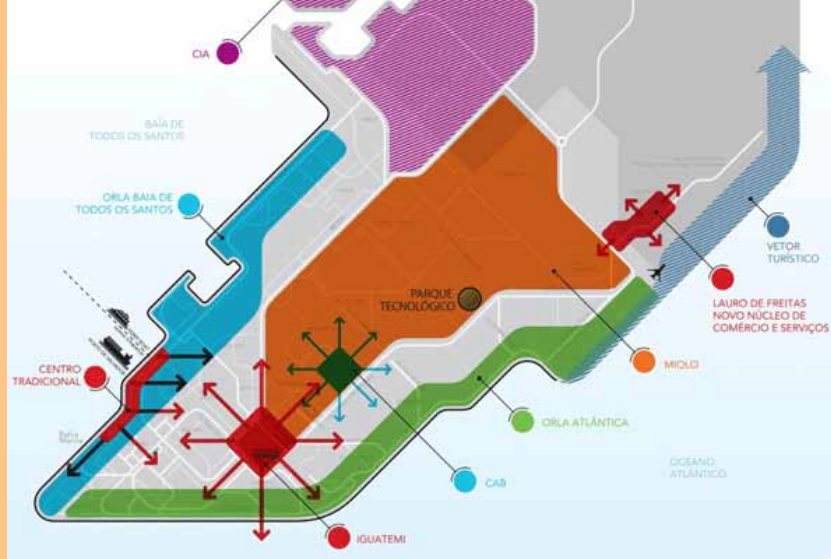 CIA
BAÍA DE
TODOS OS SANTOS
ORLA BAIA DE
TODOS OS SANTOS
VETOR
TURÍSTICO
PARQUE
TECNOLÓGICO
LAURO DE FREITAS
NOVO NÚCLEO DE
COMÉRCIO E SERVIÇOS
CENTRO
TRADICIONAL
MIOLO
ORLA ATLÂNTICA
OCEANO
ATLÂNTICO
CAB
IGUATEMI